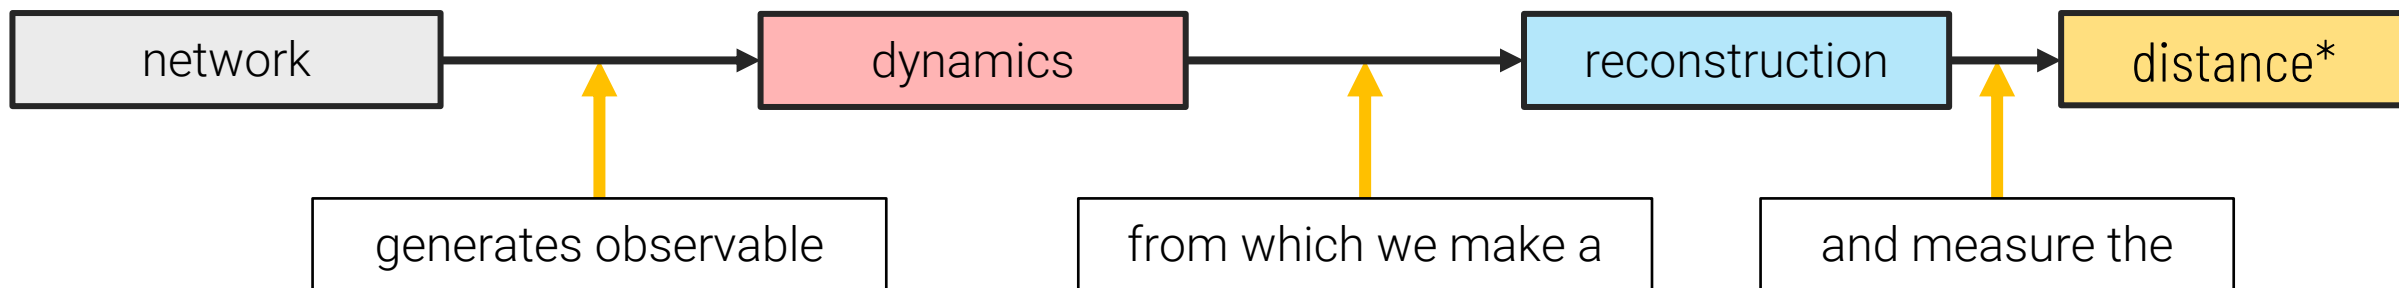 network
generates observable
dynamics
from which we make a
reconstruction
and measure the
distance*